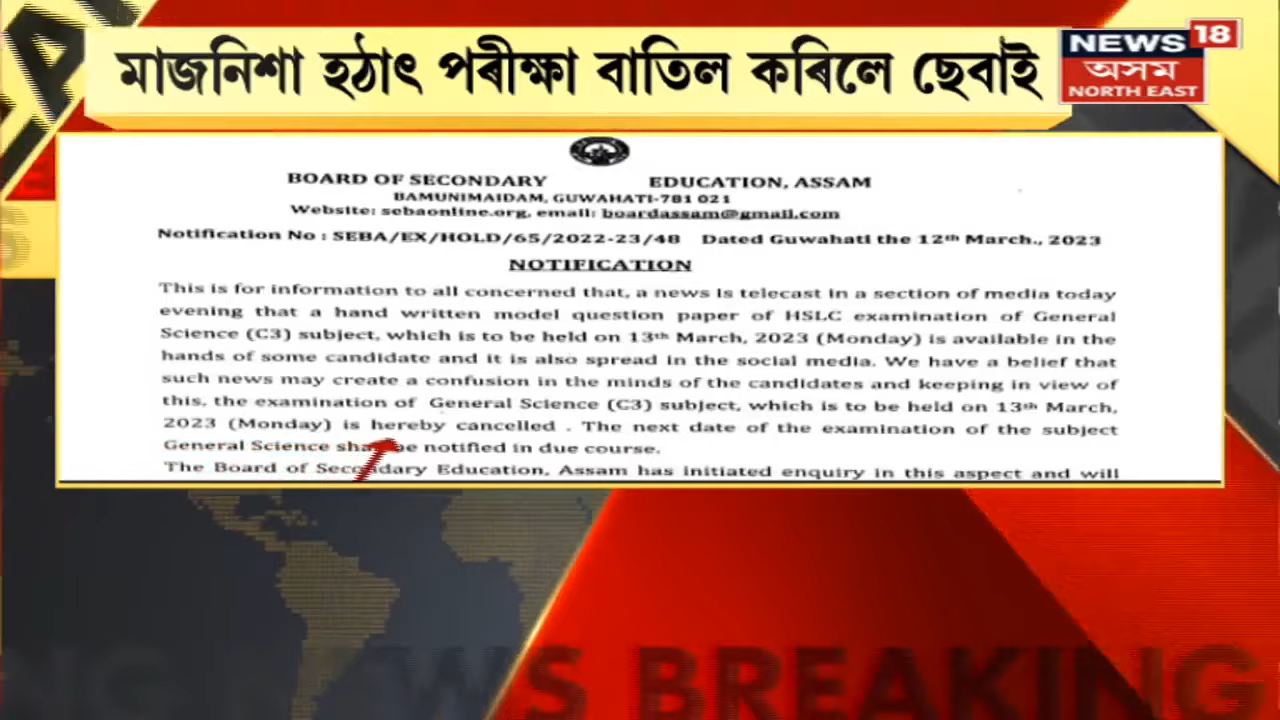 মাজনিশা হঠাৎ পৰীক্ষা বাতিল কৰিলে ছেবাই
NEWS 18
অসম
NORTH EAST
BOARD OF SECONDARY EDUCATION, ASSAM
BAMUNIMAIDAM, GUWAHATI-781 021
Website: sebaonline.org, email: boardassam@gmail.com
Notification No : SEBA/EX/HOLD/65/2022-23/48 Dated Guwahati the 12th March., 2023
NOTIFICATION
This is for information to all concerned that, a news is telecast in a section of media today
evening that a hand written model question paper of HSLC examination of General
Science (C3) subject, which is to be held on 13th March, 2023 (Monday) is available in the
hands of some candidate and it is also spread in the social media. We have a belief that
such news may create a confusion in the minds of the candidates and keeping in view of
this, the examination of General Science (C3) subject, which is to be held on 13th March,
2023 (Monday) is hereby cancelled . The next date of the examination of the subject
General Science shall be notified in due course.
The Board of Secondary Education, Assam has initiated enquiry in this aspect and will
NEWS BREAKING